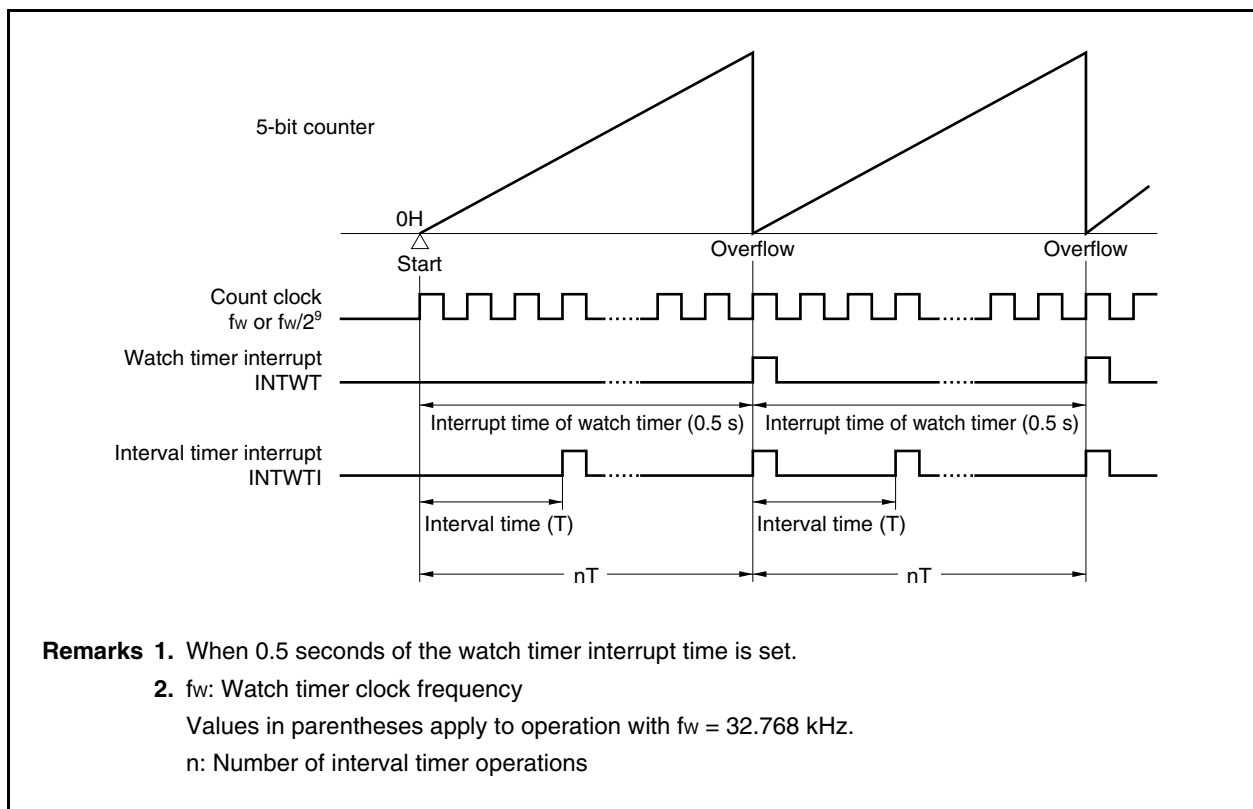 5-bit counter
0H
Start
Overflow
Overflow
Count clock
fw or fw/2⁹
Watch timer interrupt
INTWT
Interrupt time of watch timer (0.5 s)
Interrupt time of watch timer (0.5 s)
Interval timer interrupt
INTWTI
Interval time (T)
Interval time (T)
nT
nT
Remarks 1. When 0.5 seconds of the watch timer interrupt time is set.
2. fw: Watch timer clock frequency
Values in parentheses apply to operation with fw = 32.768 kHz.
n: Number of interval timer operations